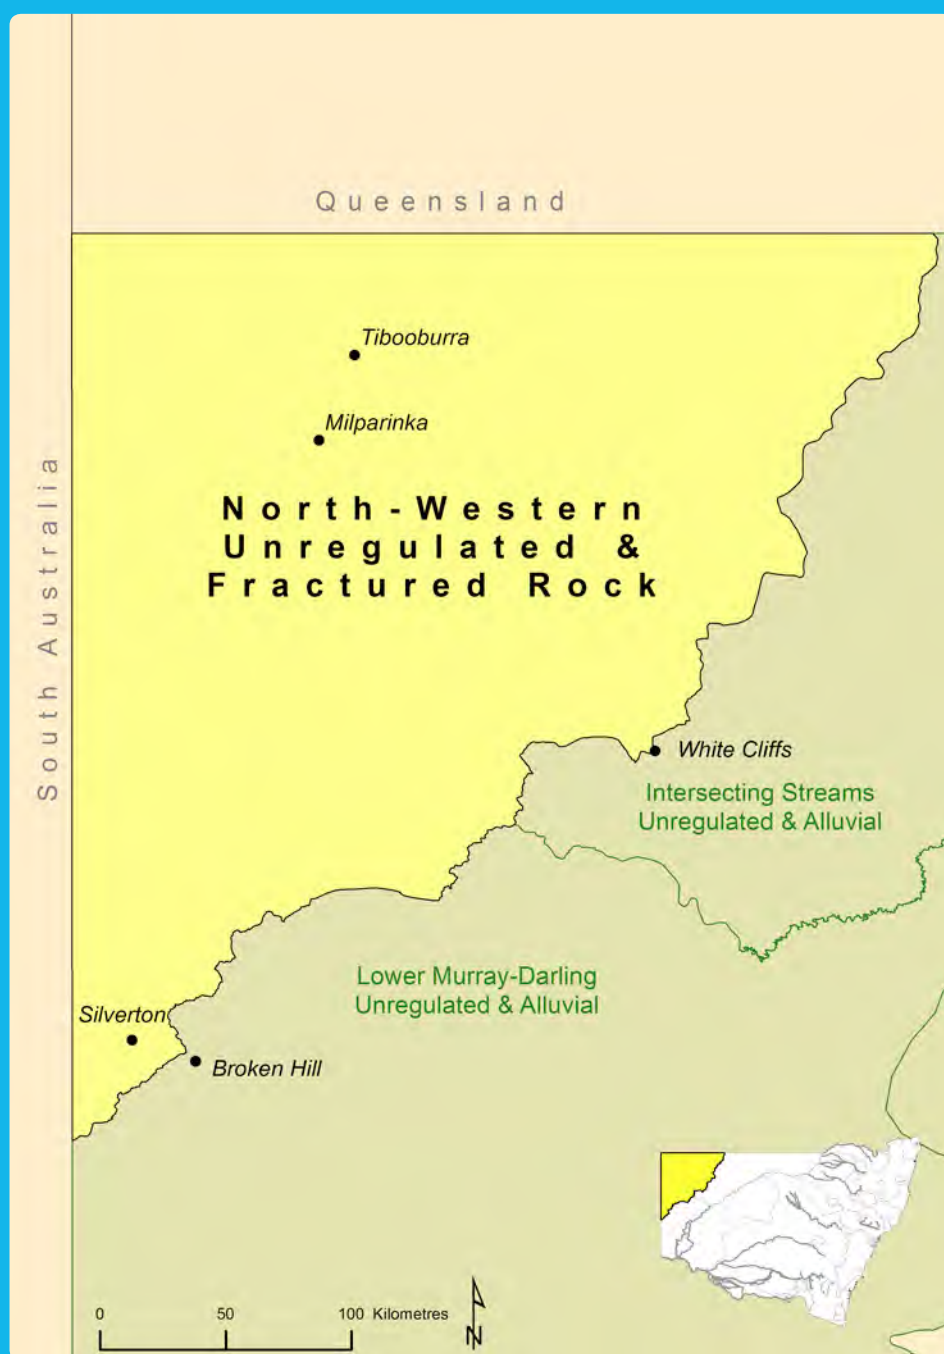 Queensland
Tibooburra
Milparinka
North-Western
Unregulated &
Fractured Rock
South Australia
White Cliffs
Intersecting Streams
Unregulated & Alluvial
Lower Murray-Darling
Unregulated & Alluvial
Silverton
Broken Hill
0 50 100 Kilometres
N